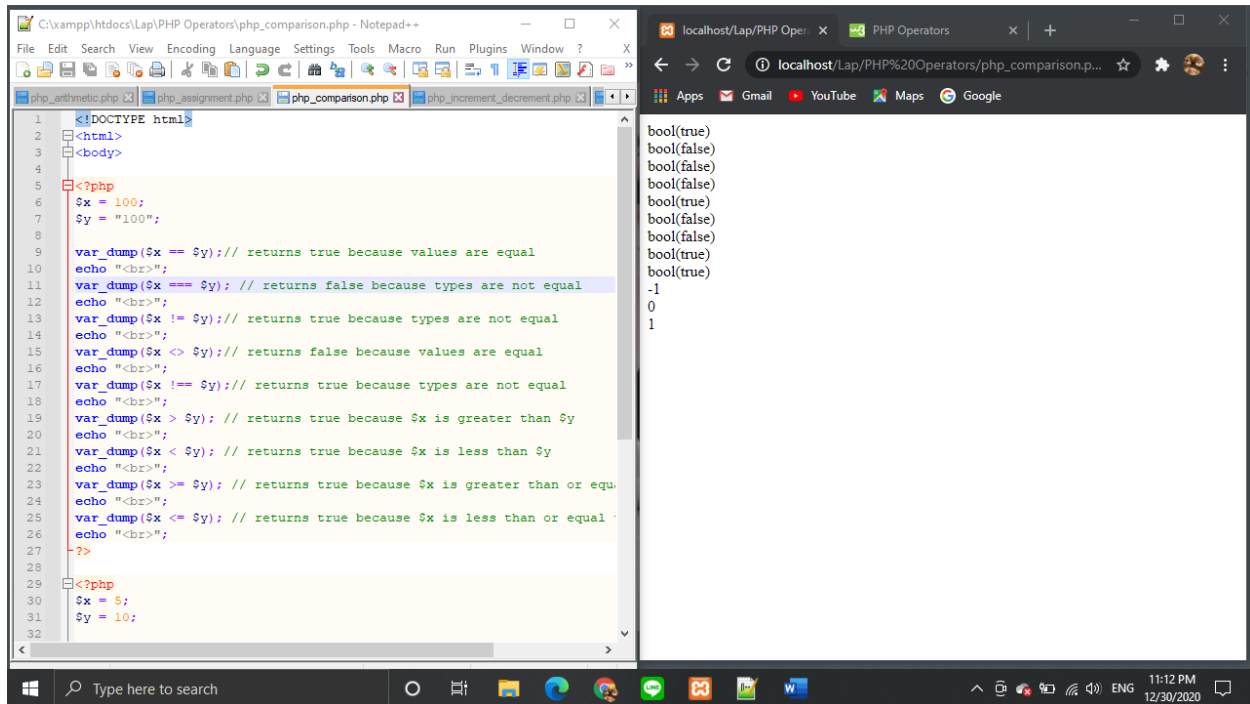 C:\xampp\htdocs\Lap\PHP Operators\php_comparison.php - Notepad++
File Edit Search View Encoding Language Settings Tools Macro Run Plugins Window ? X
php_arithmetic.php php_assignment.php php_comparison.php php_increment_decrement.php
1 <!DOCTYPE html>
2 <html>
3 <body>
4
5 <?php
6 $x = 100;
7 $y = "100";
8
9 var_dump($x == $y);// returns true because values are equal
10 echo "<br>";
11 var_dump($x === $y); // returns false because types are not equal
12 echo "<br>";
13 var_dump($x != $y);// returns true because types are not equal
14 echo "<br>";
15 var_dump($x <> $y);// returns false because values are equal
16 echo "<br>";
17 var_dump($x !== $y);// returns true because types are not equal
18 echo "<br>";
19 var_dump($x > $y); // returns true because $x is greater than $y
20 echo "<br>";
21 var_dump($x < $y); // returns true because $x is less than $y
22 echo "<br>";
23 var_dump($x >= $y); // returns true because $x is greater than or equ
24 echo "<br>";
25 var_dump($x <= $y); // returns true because $x is less than or equal
26 echo "<br>";
27 ?>
28
29 <?php
30 $x = 5;
31 $y = 10;
32
localhost/Lap/PHP Oper PHP Operators
localhost/Lap/PHP%20Operators/php_comparison.p...
Apps Gmail YouTube Maps Google
bool(true)
bool(false)
bool(false)
bool(false)
bool(true)
bool(false)
bool(false)
bool(true)
bool(true)
-1
0
1
Type here to search
ENG
11:12 PM
12/30/2020